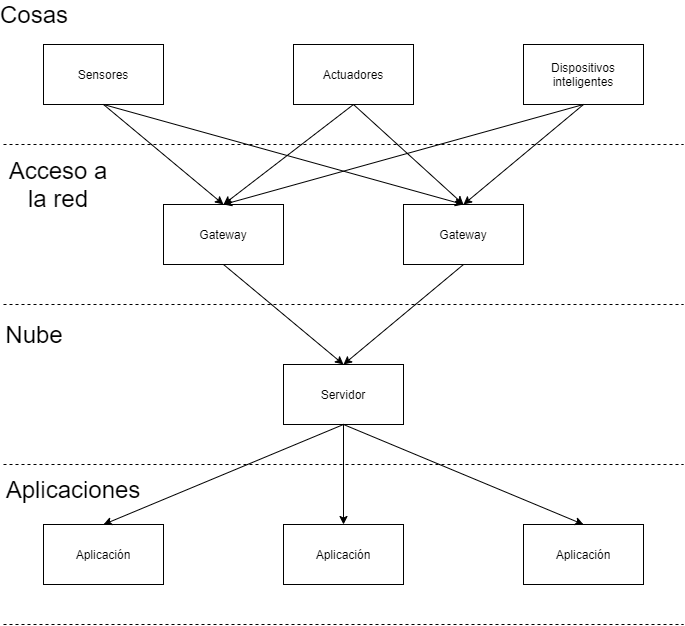 Cosas
Sensores
Actuadores
Dispositivos
inteligentes
Acceso a
la red
Gateway
Gateway
Nube
Servidor
Aplicaciones
Aplicación
Aplicación
Aplicación